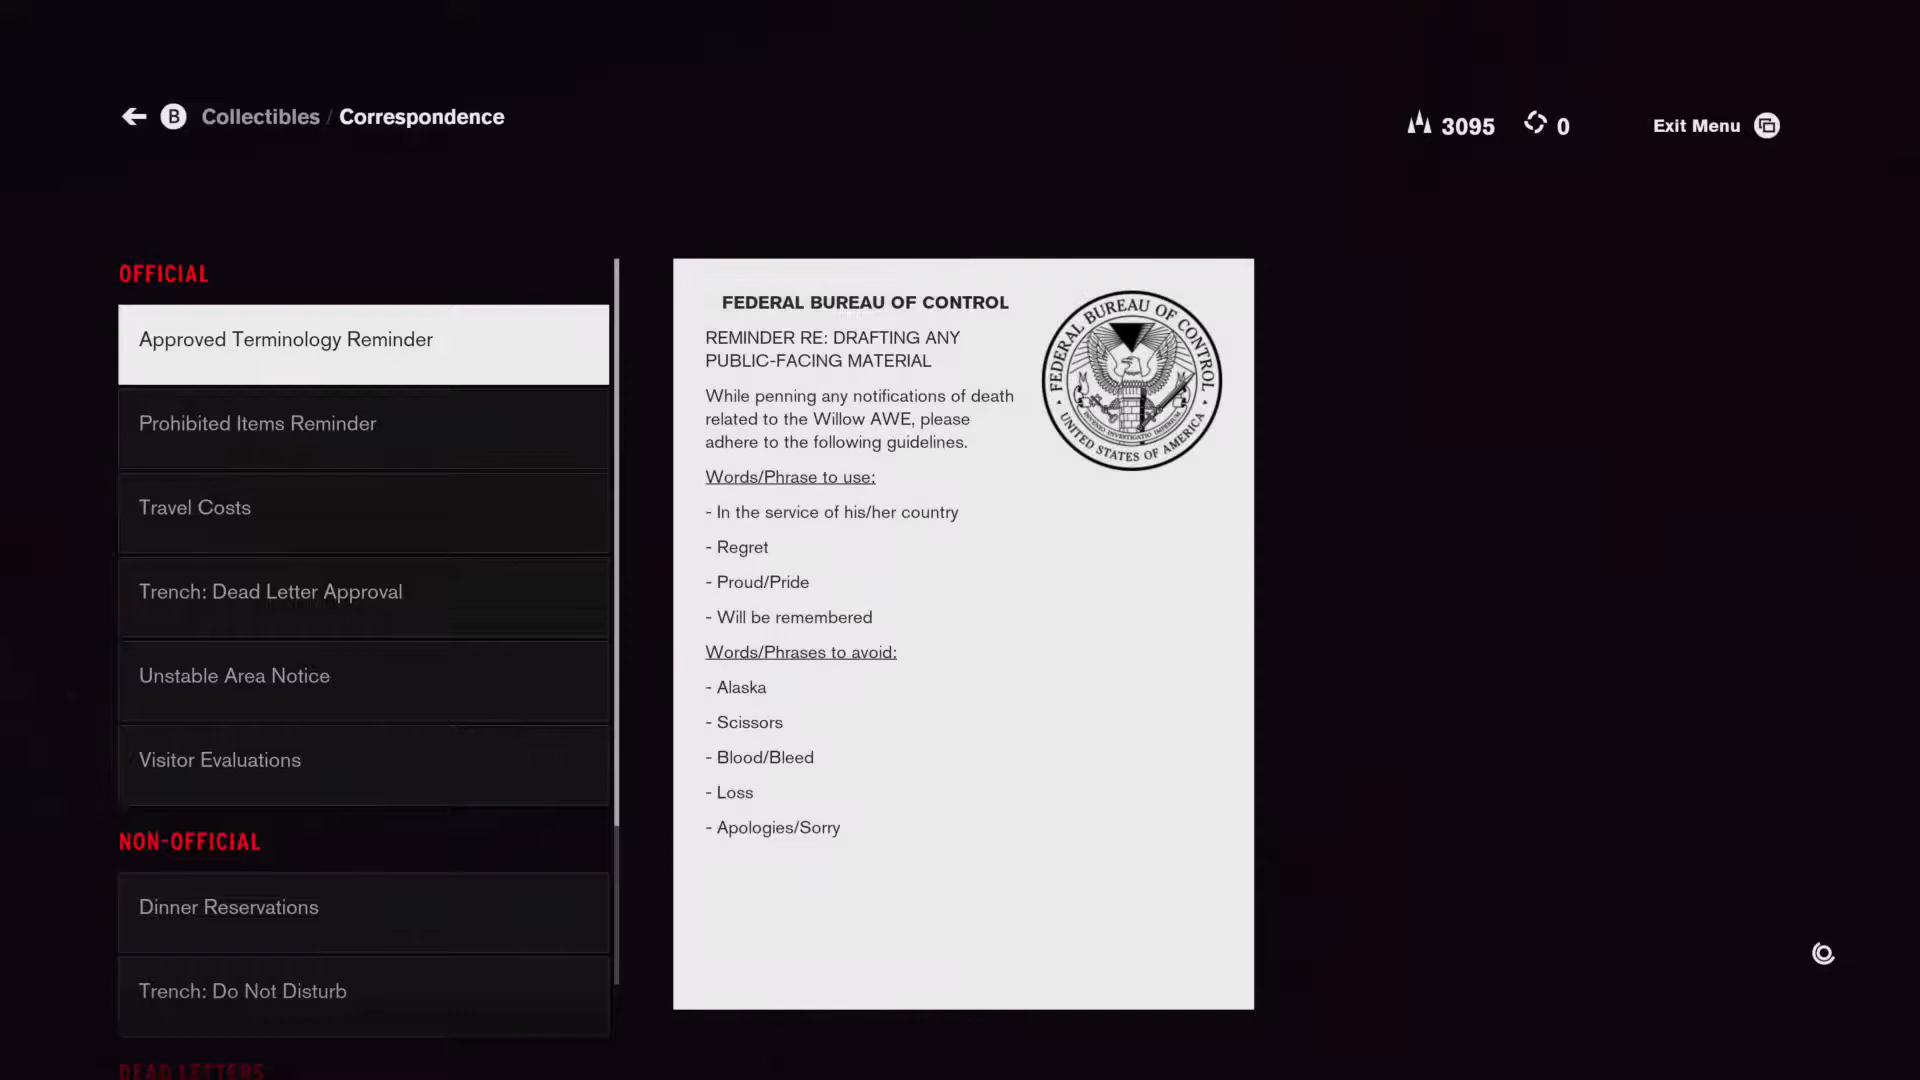 B Collectibles / Correspondence
3095 0 Exit Menu
OFFICIAL
Approved Terminology Reminder
Prohibited Items Reminder
Travel Costs
Trench: Dead Letter Approval
Unstable Area Notice
Visitor Evaluations
NON-OFFICIAL
Dinner Reservations
Trench: Do Not Disturb
DEAD LETTERS
FEDERAL BUREAU OF CONTROL
REMINDER RE: DRAFTING ANY
PUBLIC-FACING MATERIAL
While penning any notifications of death
related to the Willow AWE, please
adhere to the following guidelines.
Words/Phrase to use:
- In the service of his/her country
- Regret
- Proud/Pride
- Will be remembered
Words/Phrases to avoid:
- Alaska
- Scissors
- Blood/Bleed
- Loss
- Apologies/Sorry
FEDERAL BUREAU OF CONTROL
INVENIO INVESTIGATIO IMPERIUM
UNITED STATES OF AMERICA